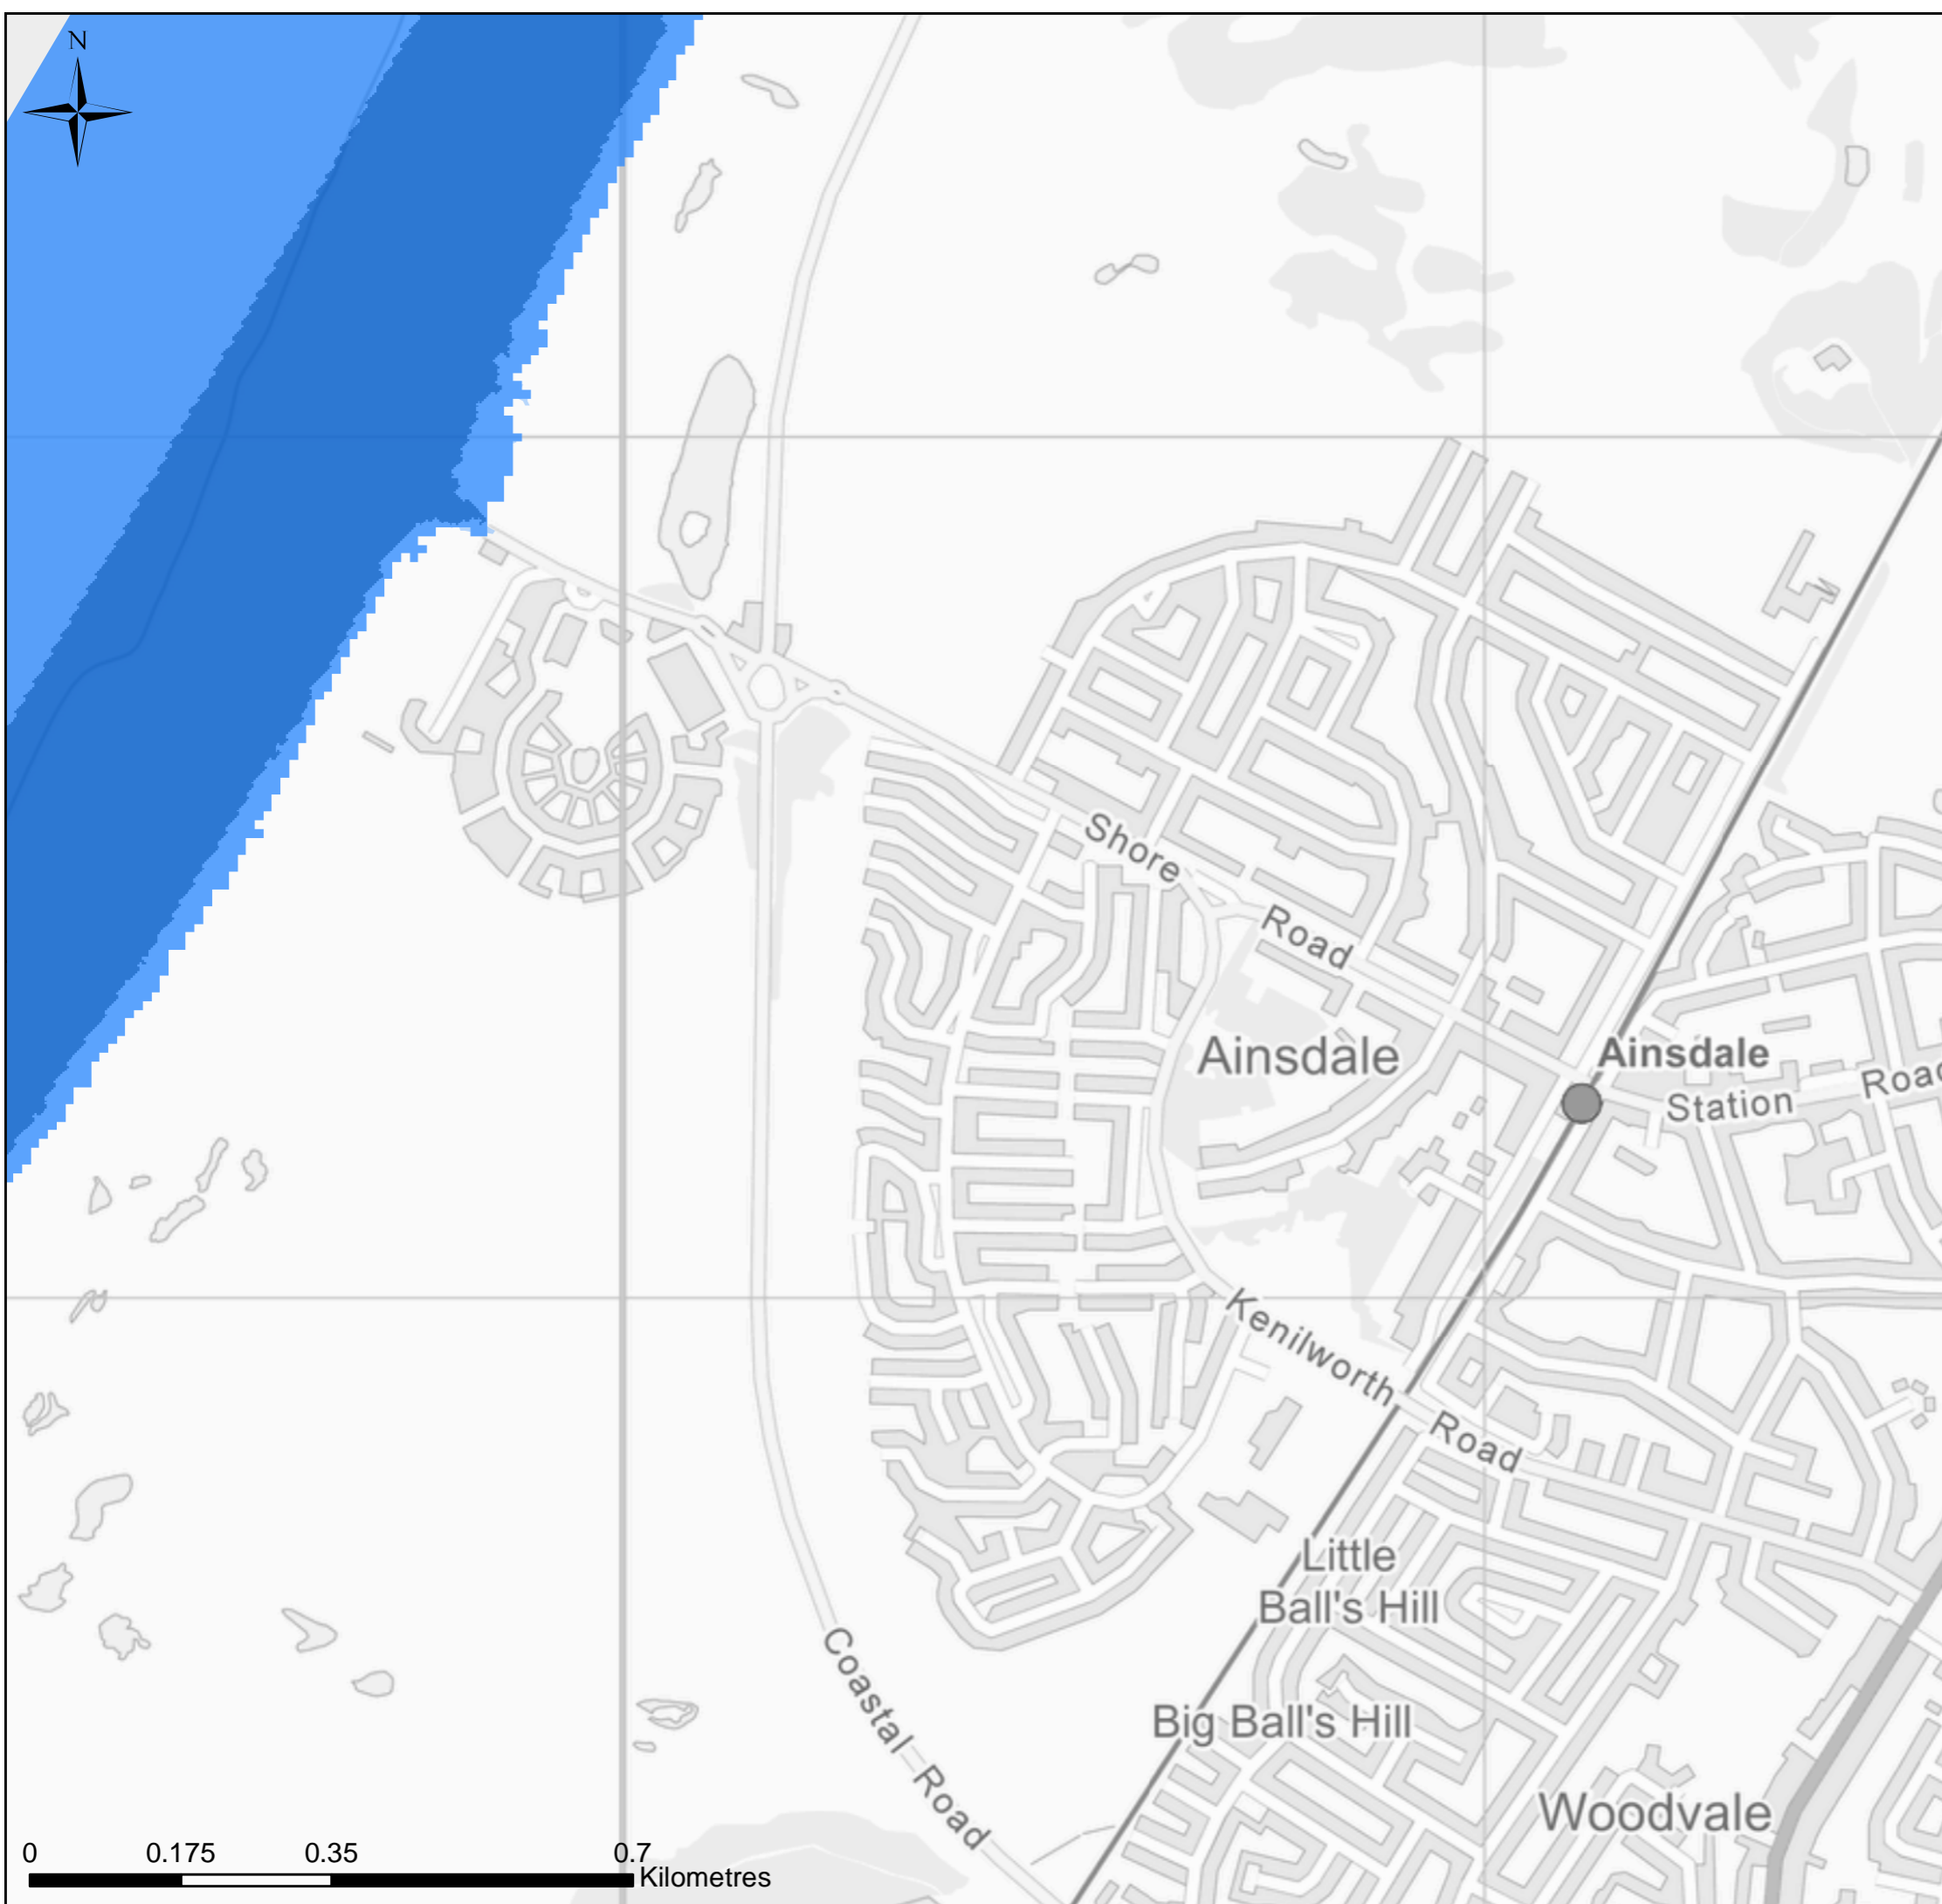 N
Shore
Road
Ainsdale
Ainsdale
Station
Road
Kenilworth
Road
Little
Ball's Hill
Big Ball's Hill
Coastal Road
Woodvale
0 0.175 0.35 0.7
Kilometres